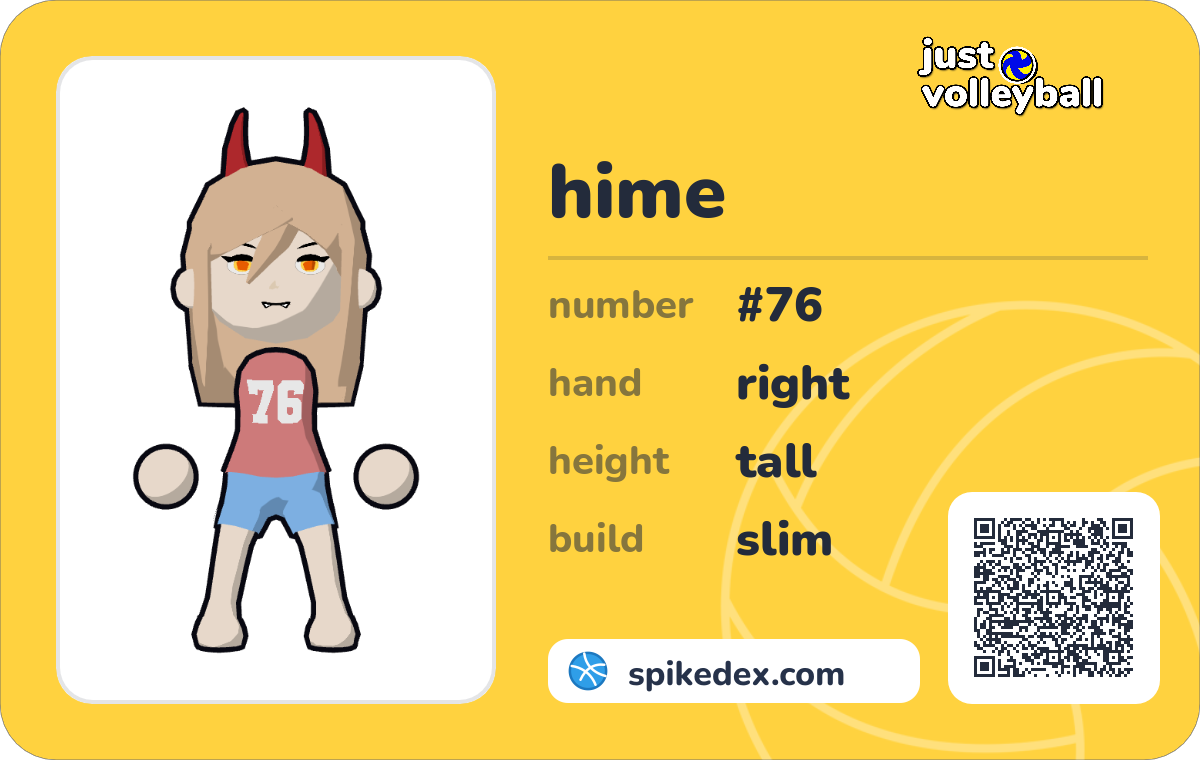 just
volleyball
hime
number #76
hand right
height tall
build slim
76
spikedex.com